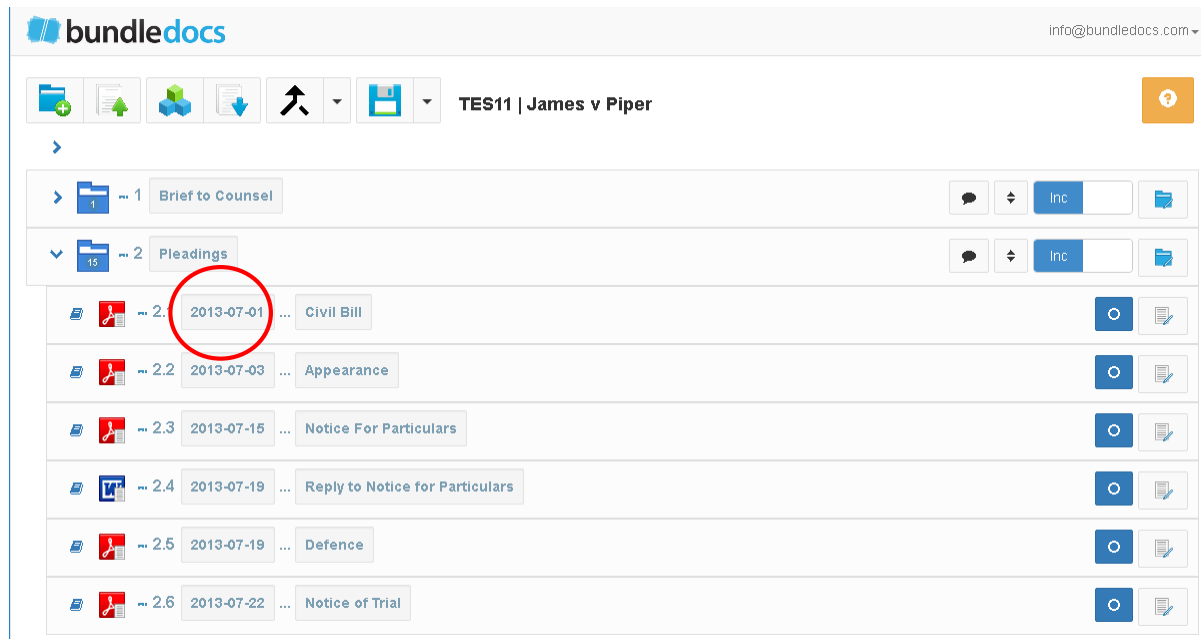 bundledocs info@bundledocs.com
TES11 | James v Piper
1 1 Brief to Counsel Inc
15 2 Pleadings Inc
2.1 2013-07-01 ... Civil Bill
2.2 2013-07-03 ... Appearance
2.3 2013-07-15 ... Notice For Particulars
2.4 2013-07-19 ... Reply to Notice for Particulars
2.5 2013-07-19 ... Defence
2.6 2013-07-22 ... Notice of Trial